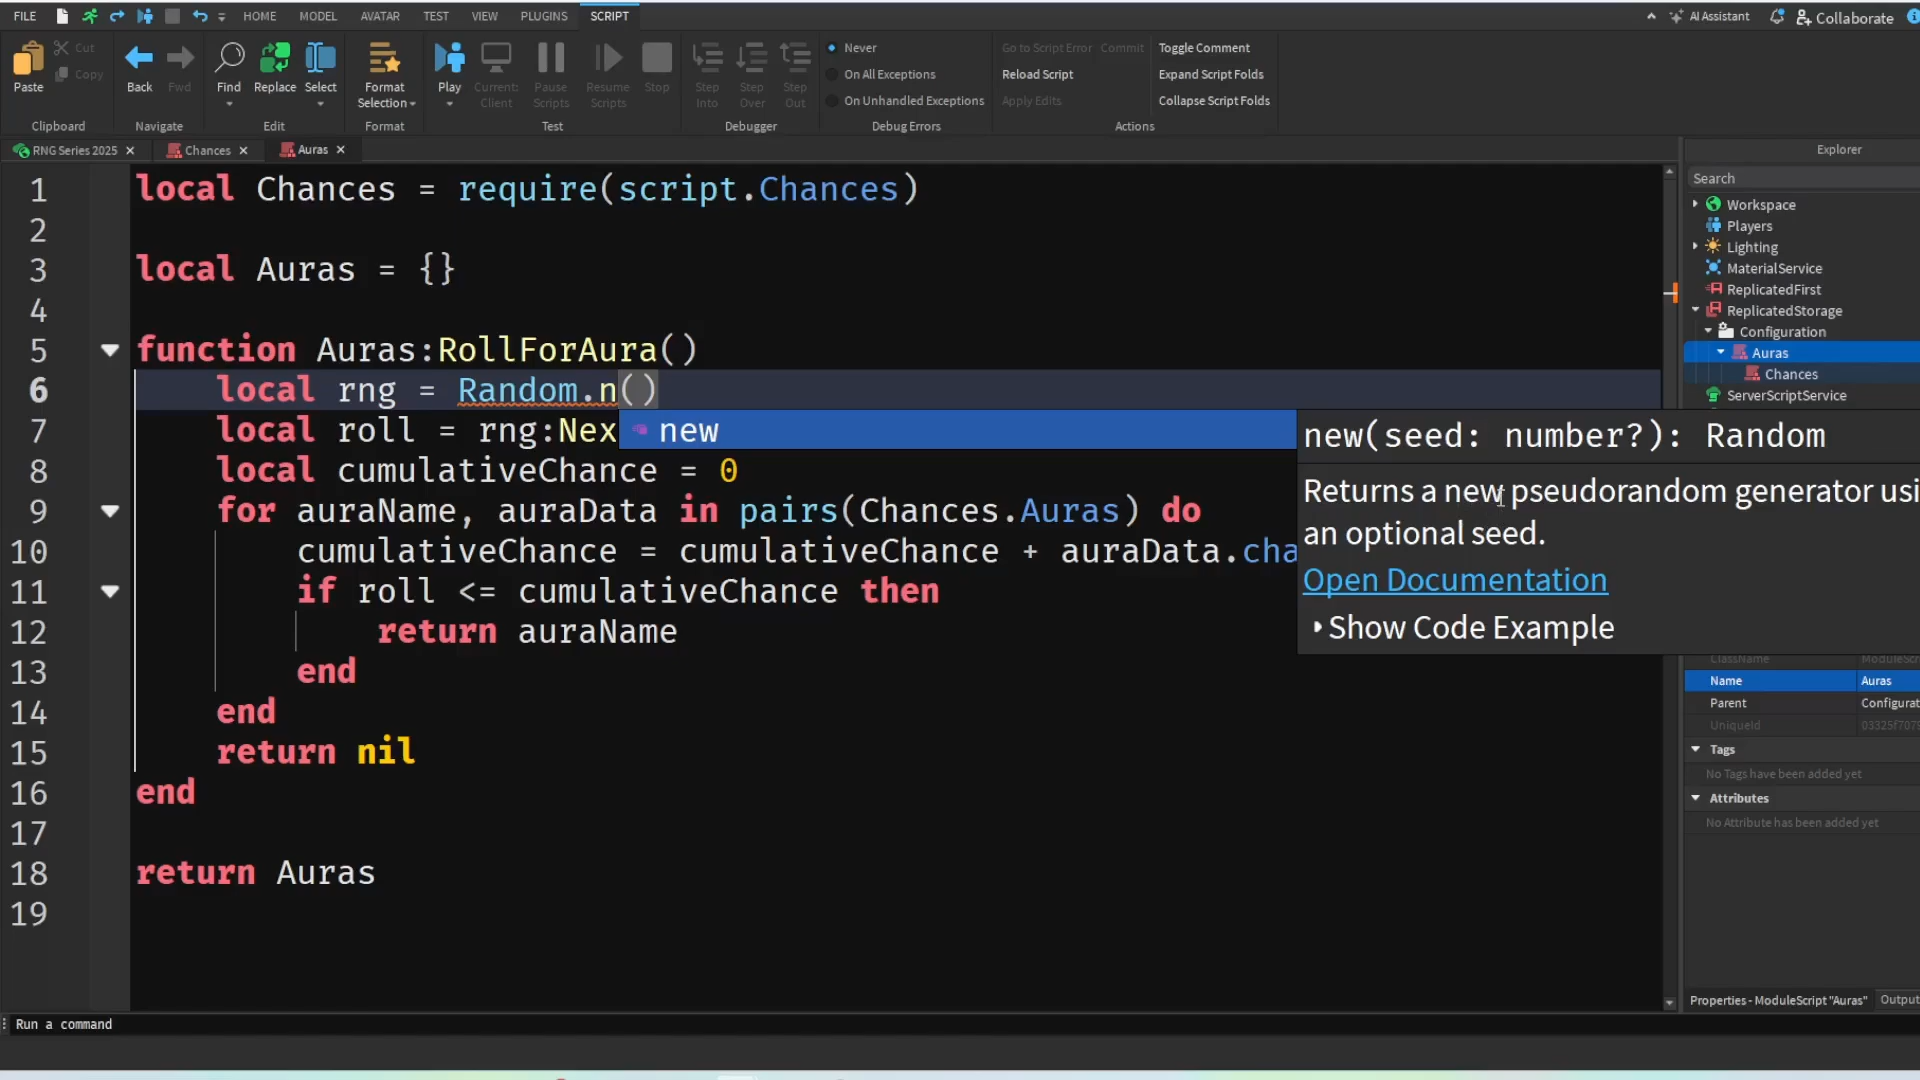 FILE HOME MODEL AVATAR TEST VIEW PLUGINS SCRIPT AI Assistant Collaborate
Cut
Copy
Paste
Clipboard
Back Fwd
Navigate
Find Replace Select
Edit
Format
Selection
Format
Play Current Client Pause Scripts Resume Scripts Stop
Test
Step Into Step Over Step Out
Debugger
Never
On All Exceptions
On Unhandled Exceptions
Debug Errors
Go to Script Error Commit
Reload Script
Apply Edits
Toggle Comment
Expand Script Folds
Collapse Script Folds
Actions
RNG Series 2025 Chances Auras
1 local Chances = require(script.Chances)
2
3 local Auras = {}
4
5 function Auras:RollForAura()
6 local rng = Random.n()
7 local roll = rng:Nex
8 local cumulativeChance = 0
9 for auraName, auraData in pairs(Chances.Auras) do
10 cumulativeChance = cumulativeChance + auraData.cha
11 if roll <= cumulativeChance then
12 return auraName
13 end
14 end
15 return nil
16 end
17
18 return Auras
19
new
new(seed: number?): Random
Returns a new pseudorandom generator usi
an optional seed.
Open Documentation
Show Code Example
Explorer
Search
Workspace
Players
Lighting
MaterialService
ReplicatedFirst
ReplicatedStorage
Configuration
Auras
Chances
ServerScriptService
ClassName ModuleScr
Name Auras
Parent Configurat
UniqueId 03325f707
Tags
No Tags have been added yet
Attributes
No Attribute has been added yet
Properties - ModuleScript "Auras" Output
Run a command